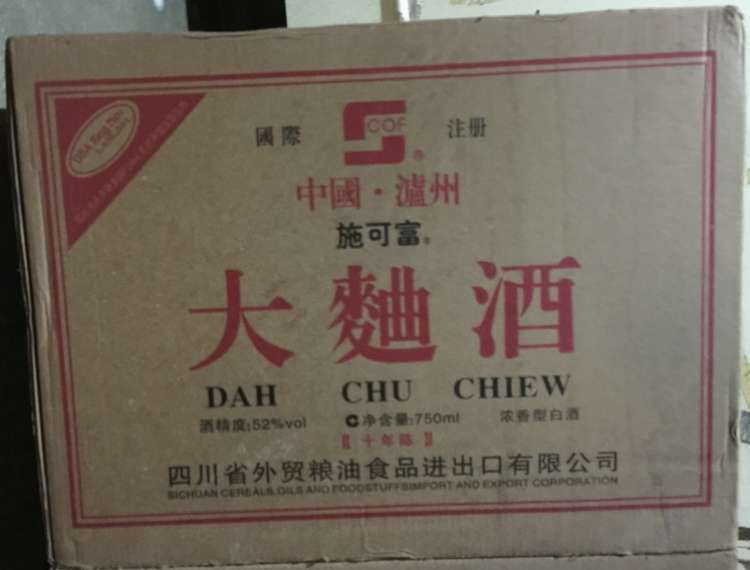 國際 COF ® 注册
中國·瀘州
施可富
大麯酒
DAH CHU CHIEW
酒精度:52%vol C净含量:750ml 浓香型白酒
【十年陈】
四川省外贸粮油食品进出口有限公司
SICHUAN CEREALS,OILS AND FOODSTUFFSIMPORT AND EXPORT CORPORATION